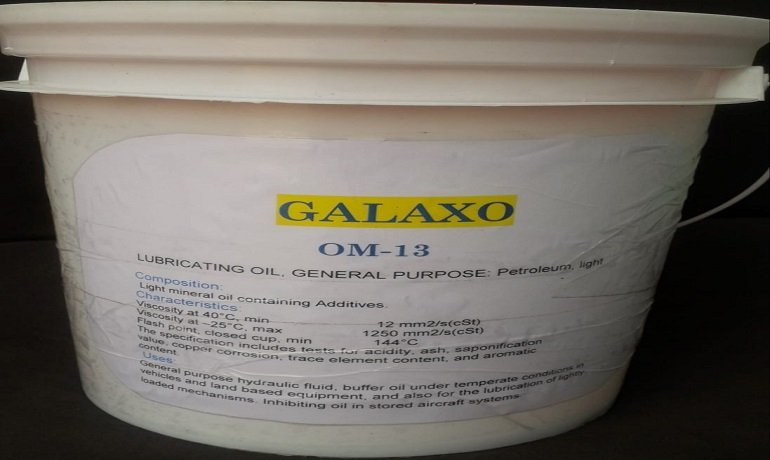 GALAXO
OM-13
LUBRICATING OIL, GENERAL PURPOSE: Petroleum, light
Composition:
Light mineral oil containing Additives.
Characteristics
Viscosity at 40°C, min 12 mm2/s(cSt)
Viscosity at –25°C, max 1250 mm2/s(cSt)
Flash point, closed cup, min 144°C
The specification includes tests for acidity, ash, saponification
value, copper corrosion, trace element content, and aromatic
content.
Uses
General purpose hydraulic fluid, buffer oil under temperate conditions in
vehicles and land based equipment, and also for the lubrication of lightly
loaded mechanisms. Inhibiting oil in stored aircraft systems